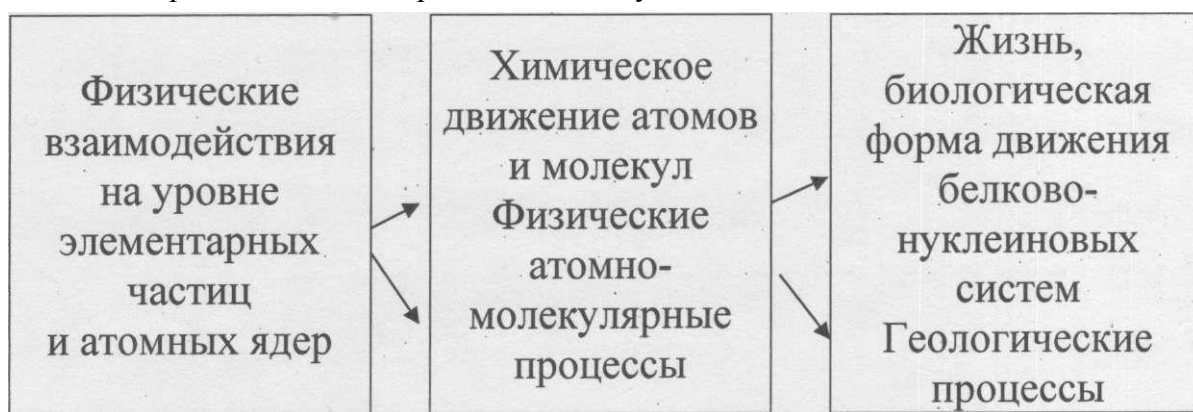 Физические
взаимодействия
на уровне
элементарных
частиц
и атомных ядер
Химическое
движение атомов
и молекул
Физические
атомно-
молекулярные
процессы
Жизнь,
биологическая
форма движения
белково-
нуклеиновых
систем
Геологические
процессы